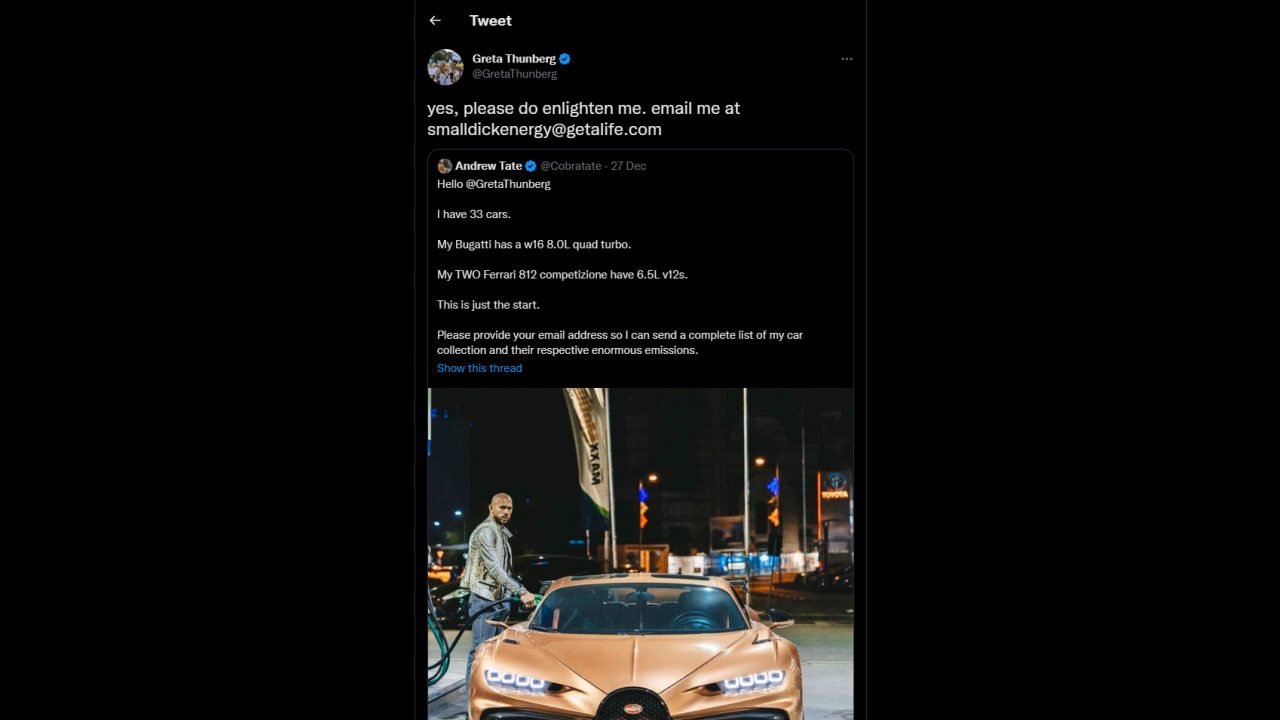 Tweet
Greta Thunberg
@GretaThunberg
yes, please do enlighten me. email me at
smalldickenergy@getalife.com
Andrew Tate @Cobratate · 27 Dec
Hello @GretaThunberg
I have 33 cars.
My Bugatti has a w16 8.0L quad turbo.
My TWO Ferrari 812 competizione have 6.5L v12s.
This is just the start.
Please provide your email address so I can send a complete list of my car
collection and their respective enormous emissions.
Show this thread
MAXX
TOYOTA